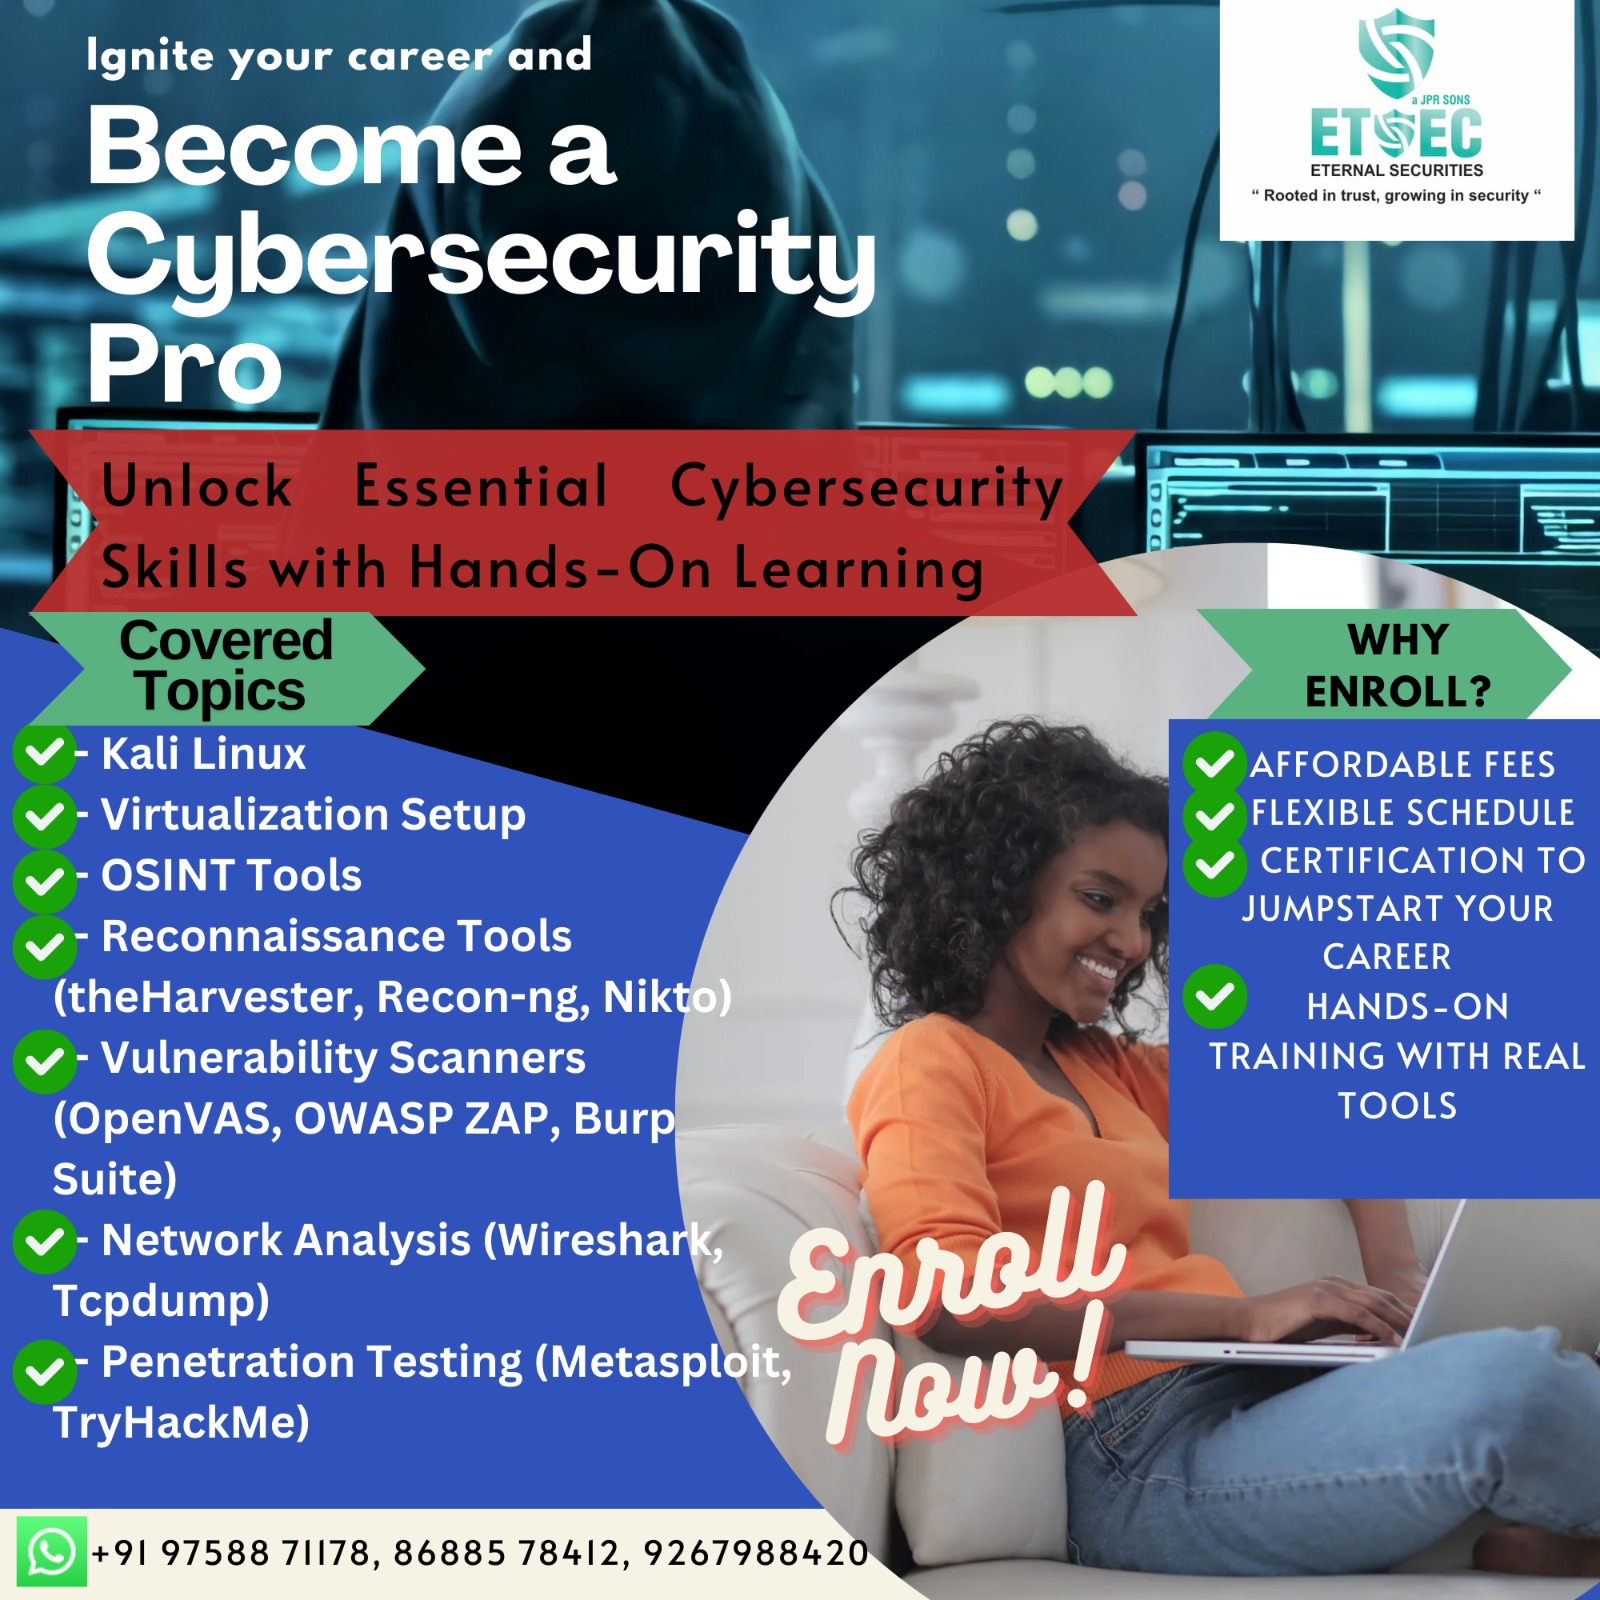 Ignite your career and
Become a
Cybersecurity
Pro
a JPR SONS
ETSEC
ETERNAL SECURITIES
“ Rooted in trust, growing in security “
Unlock Essential Cybersecurity
Skills with Hands-On Learning
Covered
Topics
- Kali Linux
- Virtualization Setup
- OSINT Tools
- Reconnaissance Tools
(theHarvester, Recon-ng, Nikto)
- Vulnerability Scanners
(OpenVAS, OWASP ZAP, Burp
Suite)
- Network Analysis (Wireshark,
Tcpdump)
- Penetration Testing (Metasploit,
TryHackMe)
WHY
ENROLL?
AFFORDABLE FEES
FLEXIBLE SCHEDULE
CERTIFICATION TO
JUMPSTART YOUR
CAREER
HANDS-ON
TRAINING WITH REAL
TOOLS
Enroll
Now!
+91 97588 71178, 86885 78412, 9267988420